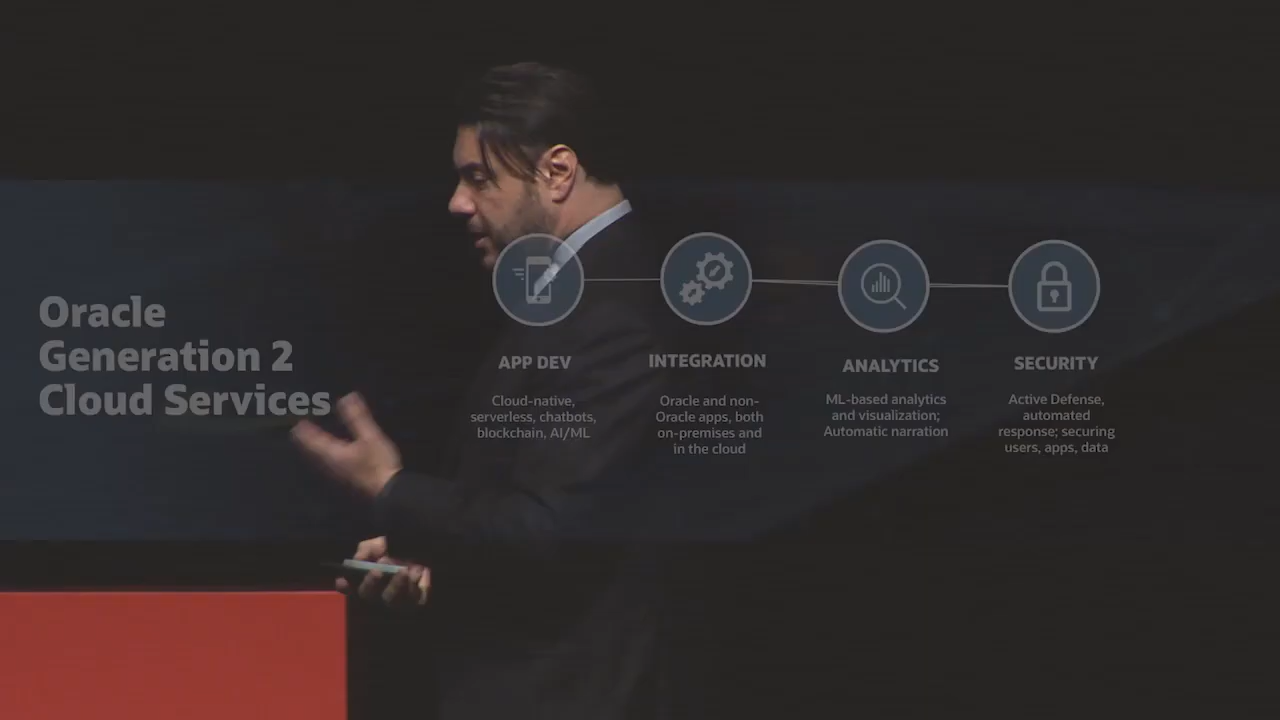 Oracle
Generation 2
Cloud Services
APP DEV
Cloud-native,
serverless, chatbots,
blockchain, AI/ML
INTEGRATION
Oracle and non-
Oracle apps, both
on-premises and
in the cloud
ANALYTICS
ML-based analytics
and visualization;
Automatic narration
SECURITY
Active Defense,
automated
response; securing
users, apps, data